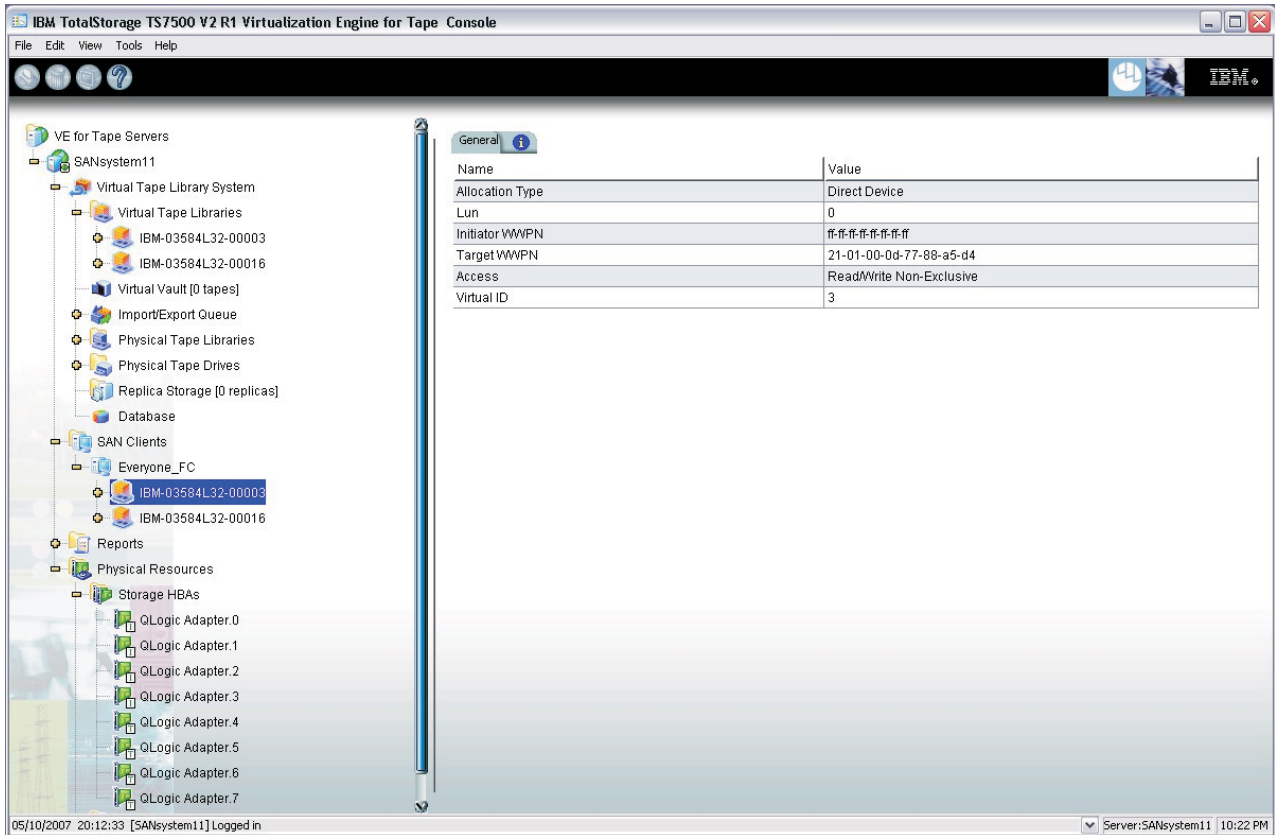 IBM TotalStorage TS7500 V2 R1 Virtualization Engine for Tape Console
File Edit View Tools Help
IBM
VE for Tape Servers
SANsystem11
Virtual Tape Library System
Virtual Tape Libraries
IBM-03584L32-00003
IBM-03584L32-00016
Virtual Vault [0 tapes]
Import/Export Queue
Physical Tape Libraries
Physical Tape Drives
Replica Storage [0 replicas]
Database
SAN Clients
Everyone_FC
IBM-03584L32-00003
IBM-03584L32-00016
Reports
Physical Resources
Storage HBAs
QLogic Adapter.0
QLogic Adapter.1
QLogic Adapter.2
QLogic Adapter.3
QLogic Adapter.4
QLogic Adapter.5
QLogic Adapter.6
QLogic Adapter.7
General
Name Value
Allocation Type Direct Device
Lun 0
Initiator WWPN ff-ff-ff-ff-ff-ff-ff-ff
Target WWPN 21-01-00-0d-77-88-a5-d4
Access Read/Write Non-Exclusive
Virtual ID 3
05/10/2007 20:12:33 [SANsystem11] Logged in Server:SANsystem11 10:22 PM